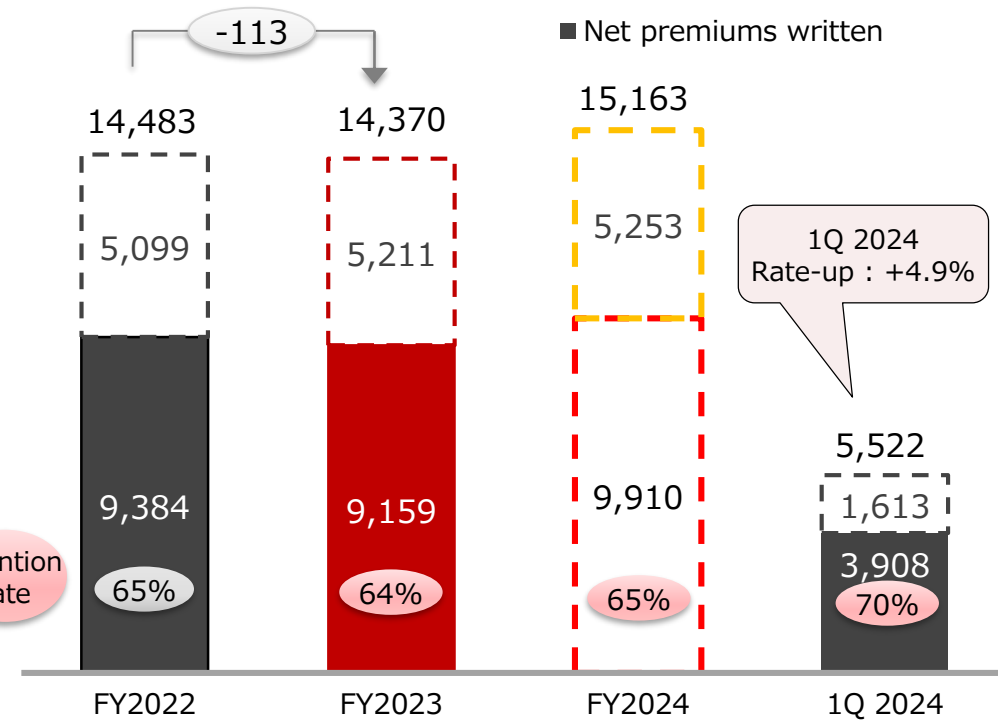 -113
■ Net premiums written
14,483
14,370
15,163
5,099
5,211
5,253
1Q 2024
Rate-up : +4.9%
5,522
9,384
9,159
9,910
1,613
3,908
65%
64%
65%
70%
FY2022
FY2023
FY2024
1Q 2024